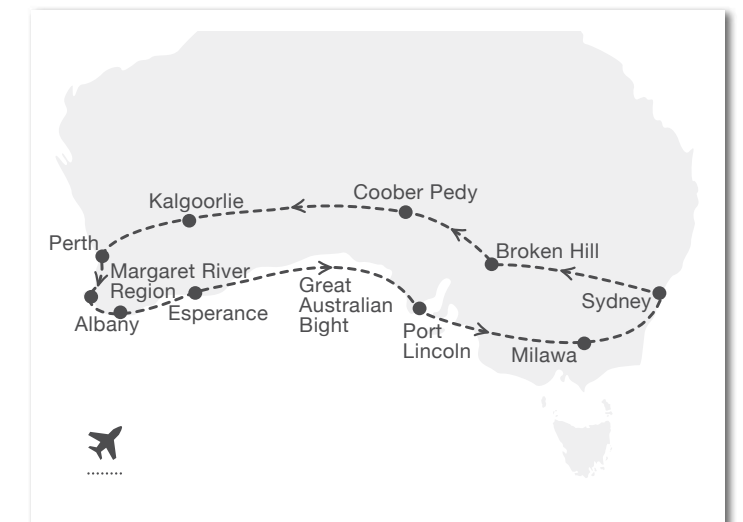 Coober Pedy
Kalgoorlie
Perth
Broken Hill
Margaret River
Region
Great
Australian
Bight
Sydney
Esperance
Albany
Port
Lincoln
Milawa